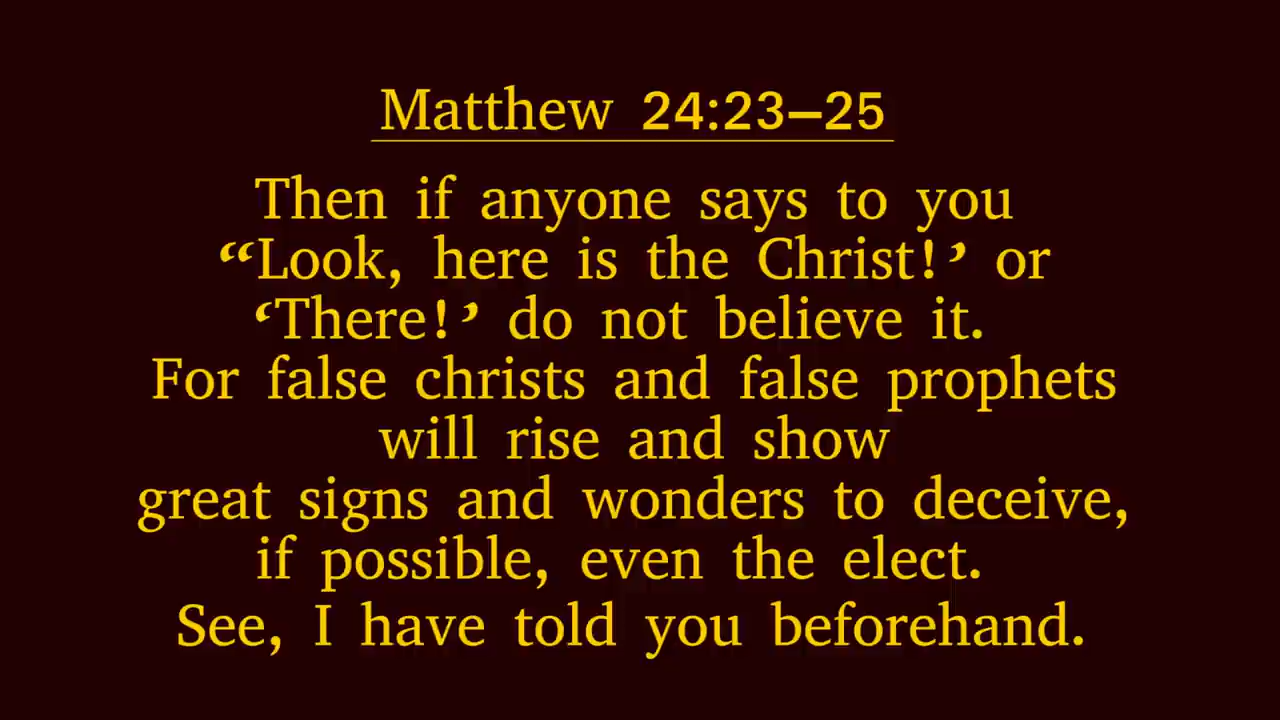 Matthew 24:23–25
Then if anyone says to you
“Look, here is the Christ!’ or
‘There!’ do not believe it.
For false christs and false prophets
will rise and show
great signs and wonders to deceive,
if possible, even the elect.
See, I have told you beforehand.